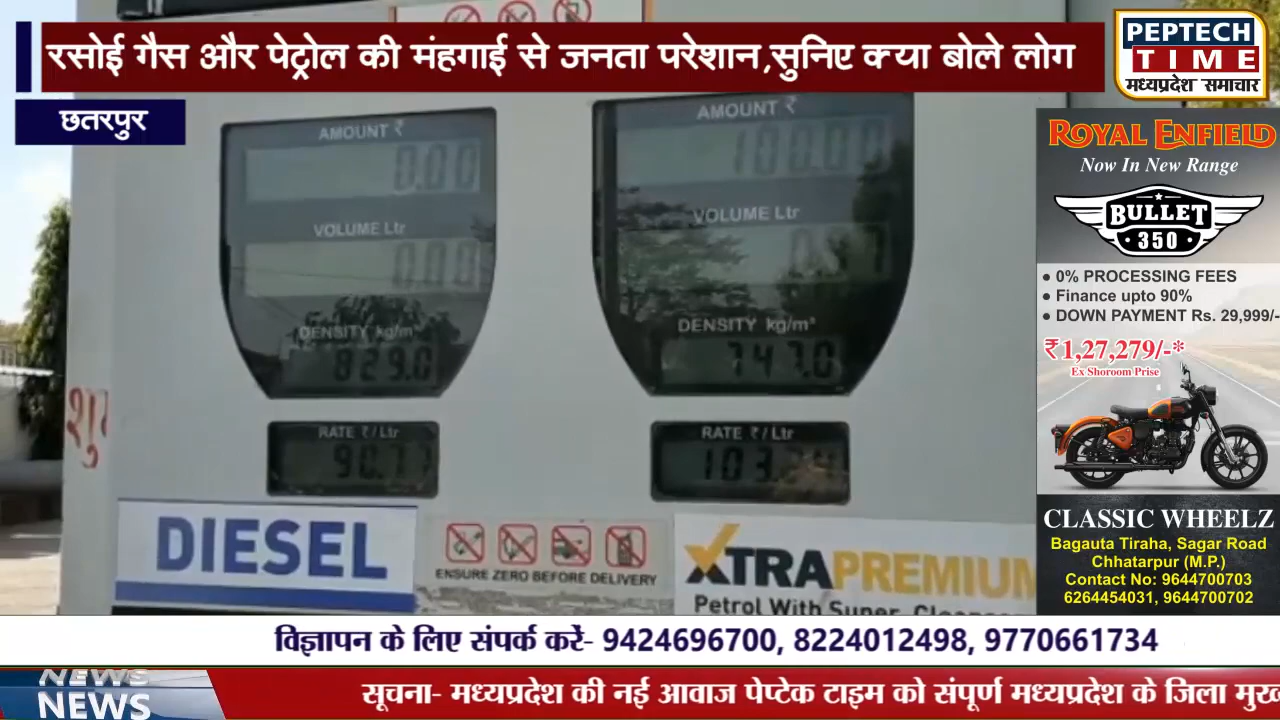 रसोई गैस और पेट्रोल की मंहगाई से जनता परेशान,सुनिए क्या बोले लोग
PEPTECH
TIME
मध्यप्रदेश समाचार
छतरपुर
AMOUNT ₹
0.00
VOLUME Ltr
0.00
DENSITY kg/m³
829.0
RATE ₹/Ltr
DIESEL
AMOUNT ₹
100.00
VOLUME Ltr
DENSITY kg/m³
747.0
RATE ₹/Ltr
ENSURE ZERO BEFORE DELIVERY
XTRAPREMIUM
Petrol With Super
ROYAL ENFIELD
Now In New Range
BULLET
350
● 0% PROCESSING FEES
● Finance upto 90%
● DOWN PAYMENT Rs. 29,999/-
₹1,27,279/-*
Ex Shoroom Prise
CLASSIC WHEELZ
Bagauta Tiraha, Sagar Road
Chhatarpur (M.P.)
Contact No: 9644700703
6264454031, 9644700702
विज्ञापन के लिए संपर्क करें- 9424696700, 8224012498, 9770661734
NEWS
NEWS
सूचना- मध्यप्रदेश की नई आवाज पेप्टेक टाइम को संपूर्ण मध्यप्रदेश के जिला